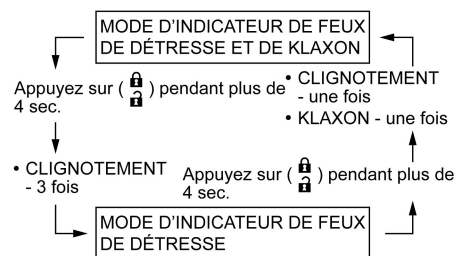 MODE D'INDICATEUR DE FEUX
DE DÉTRESSE ET DE KLAXON
Appuyez sur ( ) pendant plus de
4 sec.
• CLIGNOTEMENT
- une fois
• KLAXON - une fois
• CLIGNOTEMENT
- 3 fois
Appuyez sur ( ) pendant plus de
4 sec.
MODE D'INDICATEUR DE FEUX
DE DÉTRESSE